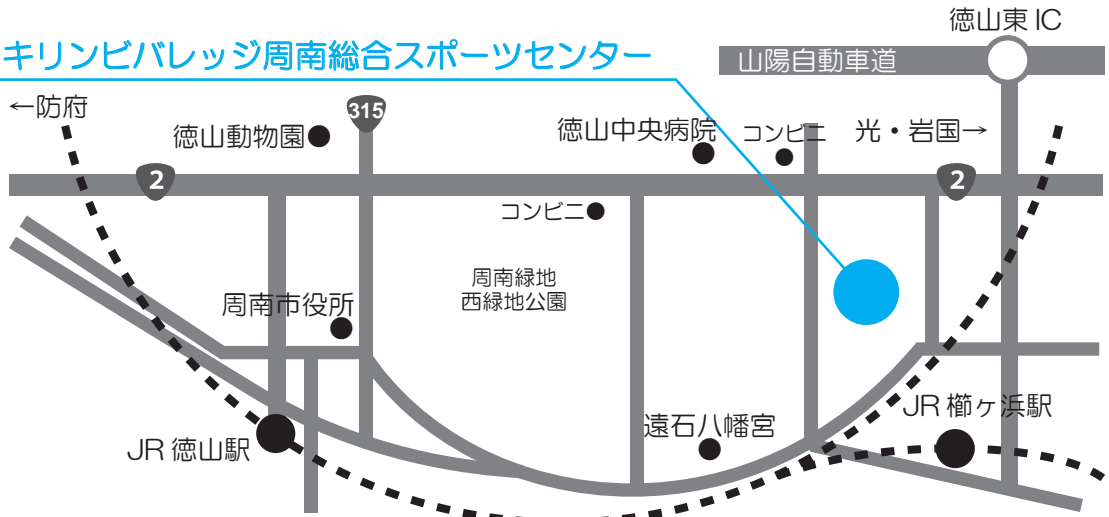 徳山東 IC
キリンビバレッジ周南総合スポーツセンター
山陽自動車道
←防府
315
徳山動物園
徳山中央病院
コンビニ
光・岩国→
2
2
コンビニ
周南緑地
西緑地公園
周南市役所
JR 櫛ヶ浜駅
遠石八幡宮
JR 徳山駅